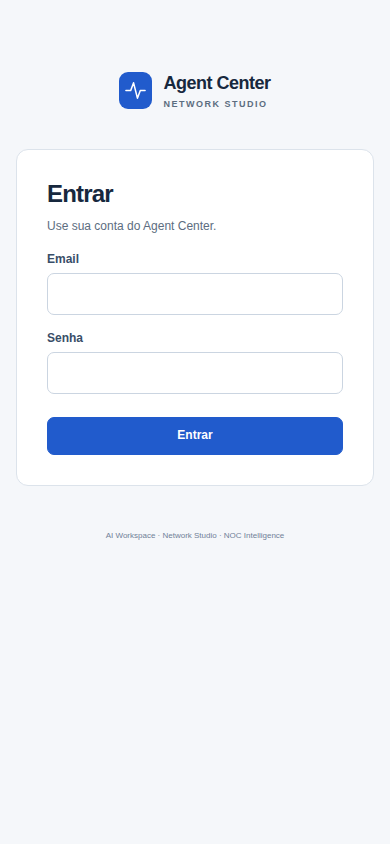 Agent Center
NETWORK STUDIO
Entrar
Use sua conta do Agent Center.
Email
Senha
Entrar
AI Workspace · Network Studio · NOC Intelligence